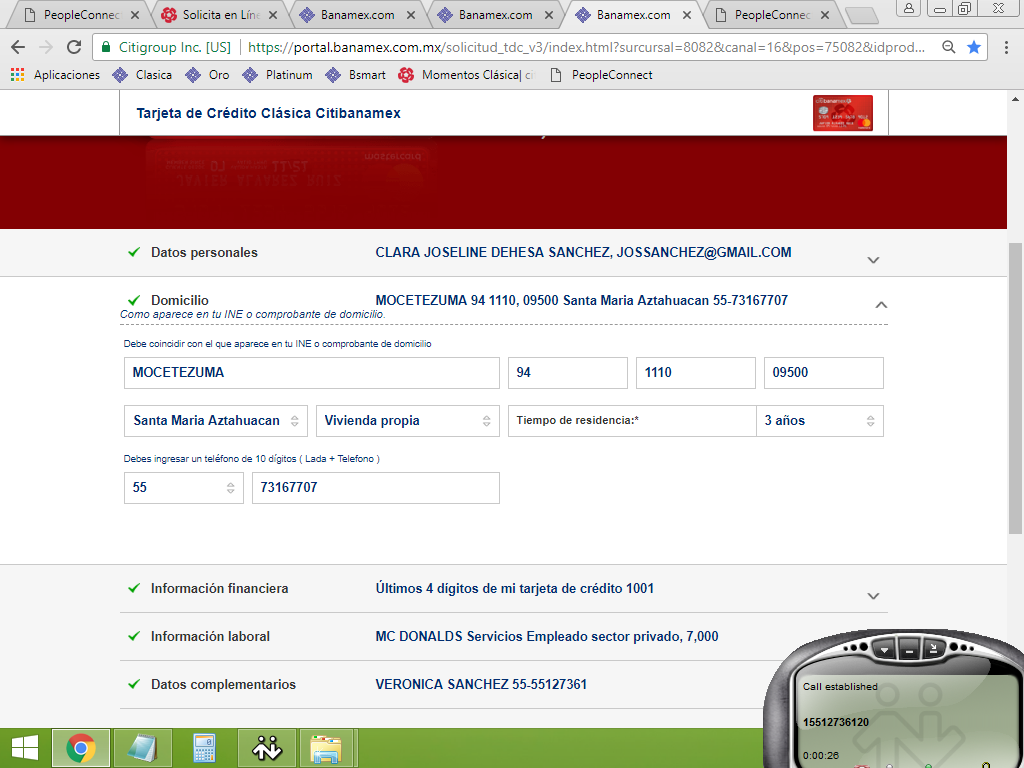 PeopleConnec
Solicita en Líne
Banamex.com
Banamex.com
Banamex.com
PeopleConnec
Citigroup Inc. [US] https://portal.banamex.com.mx/solicitud_tdc_v3/index.html?sursucal=8082&canal=16&pos=75082&idprod...
Aplicaciones Clasica Oro Platinum Bsmart Momentos Clásica| ci PeopleConnect
Tarjeta de Crédito Clásica Citibanamex
Datos personales CLARA JOSELINE DEHESA SANCHEZ, JOSSANCHEZ@GMAIL.COM
Domicilio MOCETEZUMA 94 1110, 09500 Santa Maria Aztahuacan 55-73167707
Como aparece en tu INE o comprobante de domicilio.
Debe coincidir con el que aparece en tu INE o comprobante de domicilio
MOCETEZUMA 94 1110 09500
Santa Maria Aztahuacan Vivienda propia Tiempo de residencia:* 3 años
Debes ingresar un teléfono de 10 dígitos ( Lada + Telefono )
55 73167707
Información financiera Últimos 4 dígitos de mi tarjeta de crédito 1001
Información laboral MC DONALDS Servicios Empleado sector privado, 7,000
Datos complementarios VERONICA SANCHEZ 55-55127361
Call established
15512736120
0:00:26